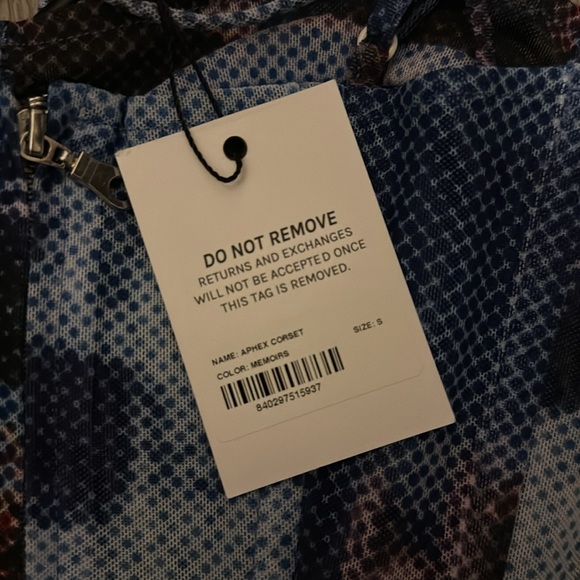 DO NOT REMOVE
RETURNS AND EXCHANGES
WILL NOT BE ACCEPTED ONCE
THIS TAG IS REMOVED.
NAME: APHEX CORSET
SIZE: S
COLOR: MEMOIRS
840297515937